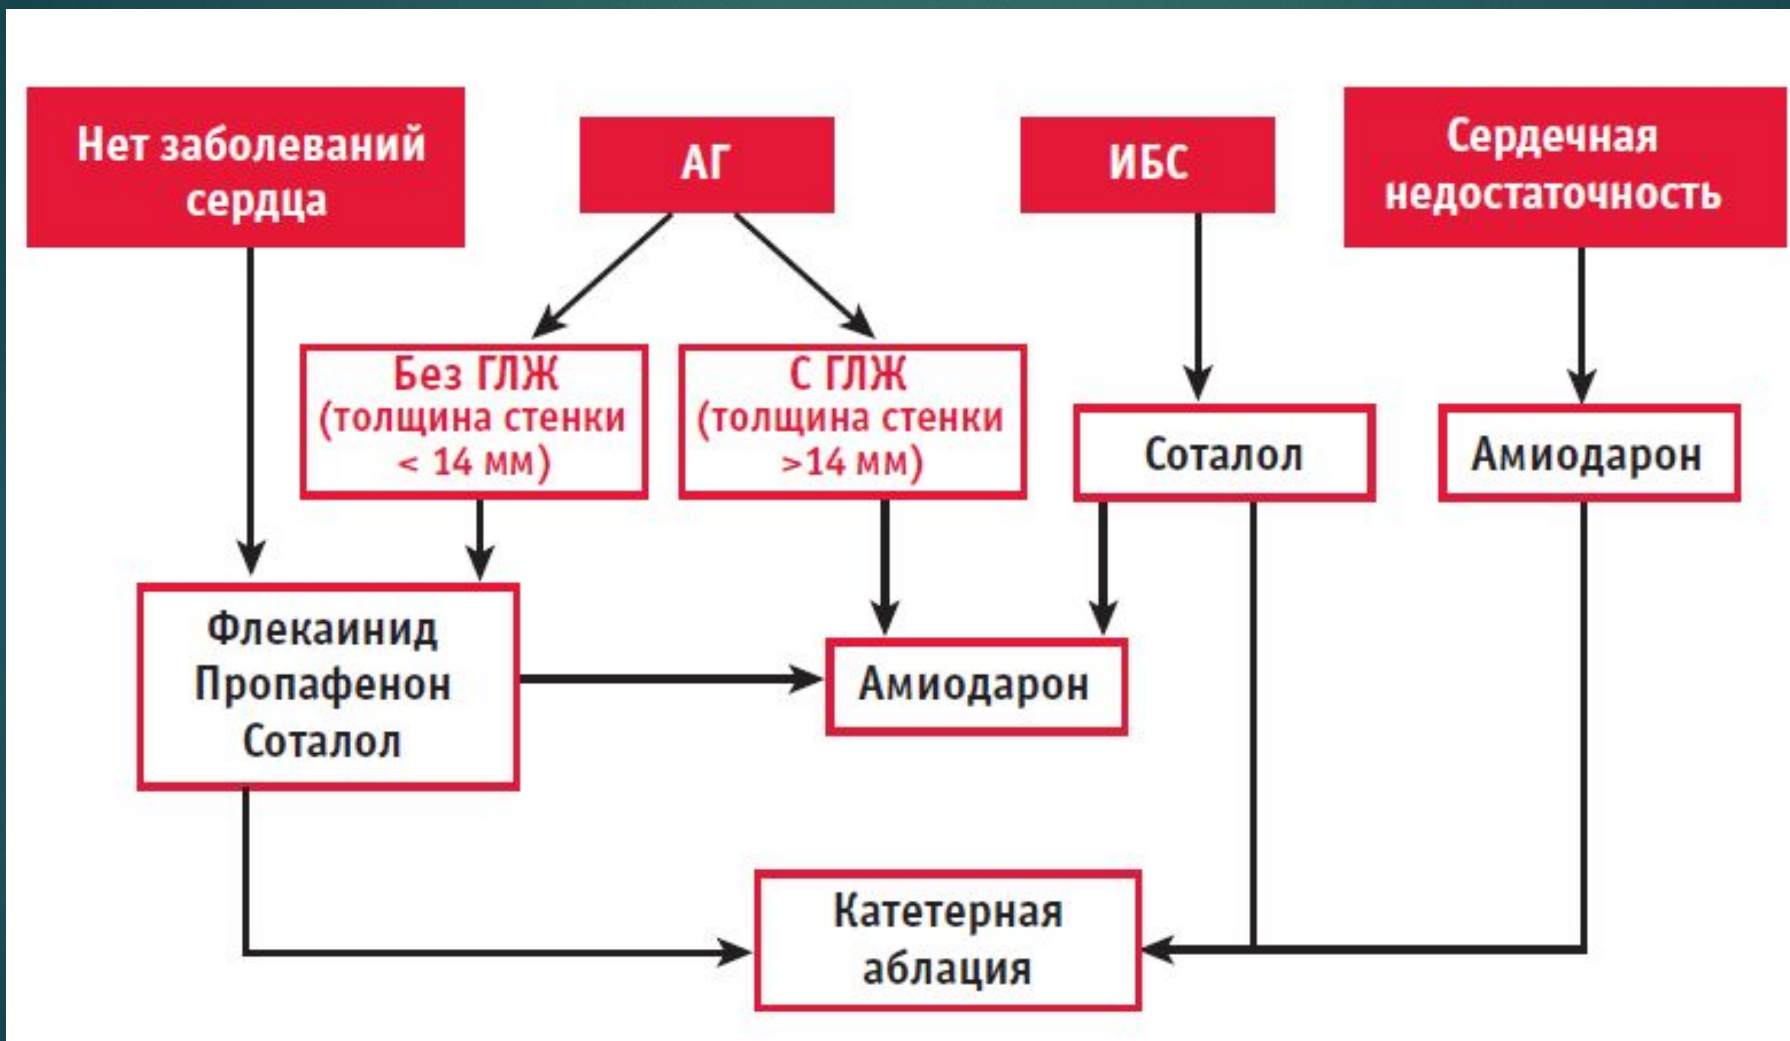 Нет заболеваний
сердца
АГ
ИБС
Сердечная
недостаточность
Без ГЛЖ
(толщина стенки
< 14 мм)
С ГЛЖ
(толщина стенки
>14 мм)
Соталол
Амиодарон
Флекаинид
Пропафенон
Соталол
Амиодарон
Катетерная
аблация